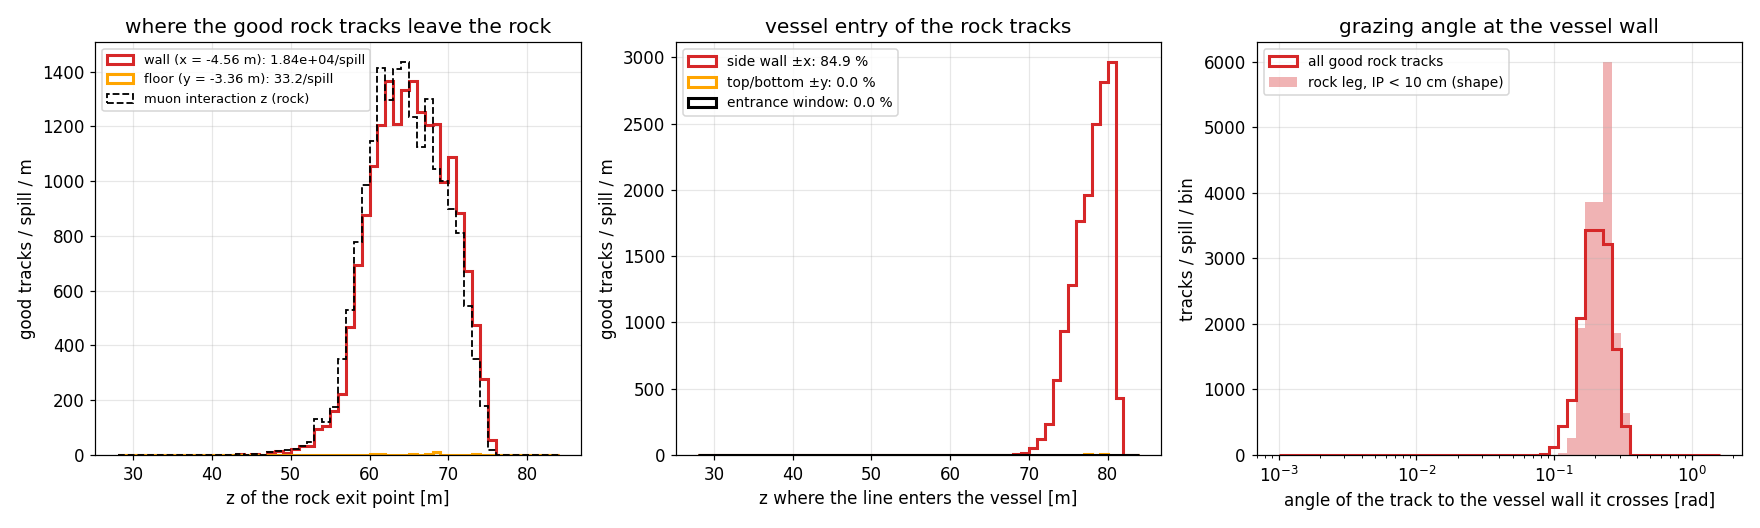 where the good rock tracks leave the rock
wall (x = -4.56 m): 1.84e+04/spill
floor (y = -3.36 m): 33.2/spill
muon interaction z (rock)
good tracks / spill / m
0
200
400
600
800
1000
1200
1400
30
40
50
60
70
80
z of the rock exit point [m]
vessel entry of the rock tracks
side wall ±x: 84.9 %
top/bottom ±y: 0.0 %
entrance window: 0.0 %
good tracks / spill / m
0
500
1000
1500
2000
2500
3000
30
40
50
60
70
80
z where the line enters the vessel [m]
grazing angle at the vessel wall
all good rock tracks
rock leg, IP < 10 cm (shape)
tracks / spill / bin
0
1000
2000
3000
4000
5000
6000
10⁻³
10⁻²
10⁻¹
10⁰
angle of the track to the vessel wall it crosses [rad]